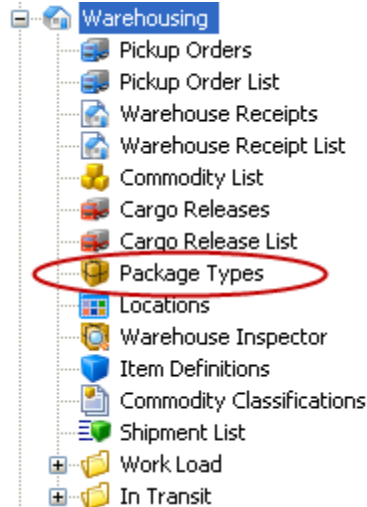 Warehousing
Pickup Orders
Pickup Order List
Warehouse Receipts
Warehouse Receipt List
Commodity List
Cargo Releases
Cargo Release List
Package Types
Locations
Warehouse Inspector
Item Definitions
Commodity Classifications
Shipment List
Work Load
In Transit